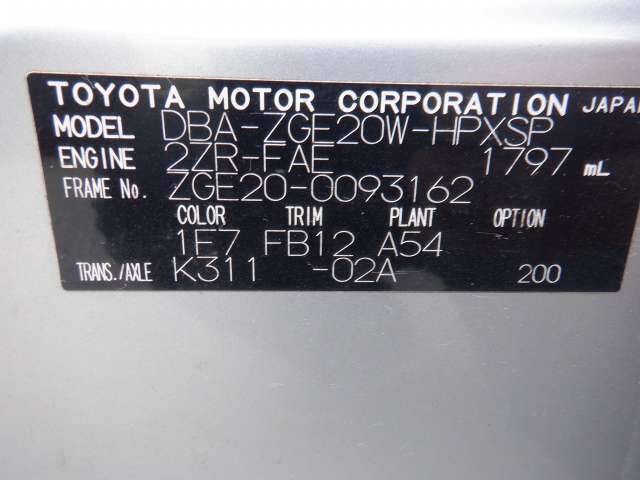 TOYOTA MOTOR CORPORATION JAPAN
MODEL DBA-ZGE20W-HPXSP
ENGINE 2ZR-FAE 1797 mL
FRAME No. ZGE20-0093162
COLOR TRIM PLANT OPTION
1E7 FB12 A54
TRANS./AXLE K311 -02A 200